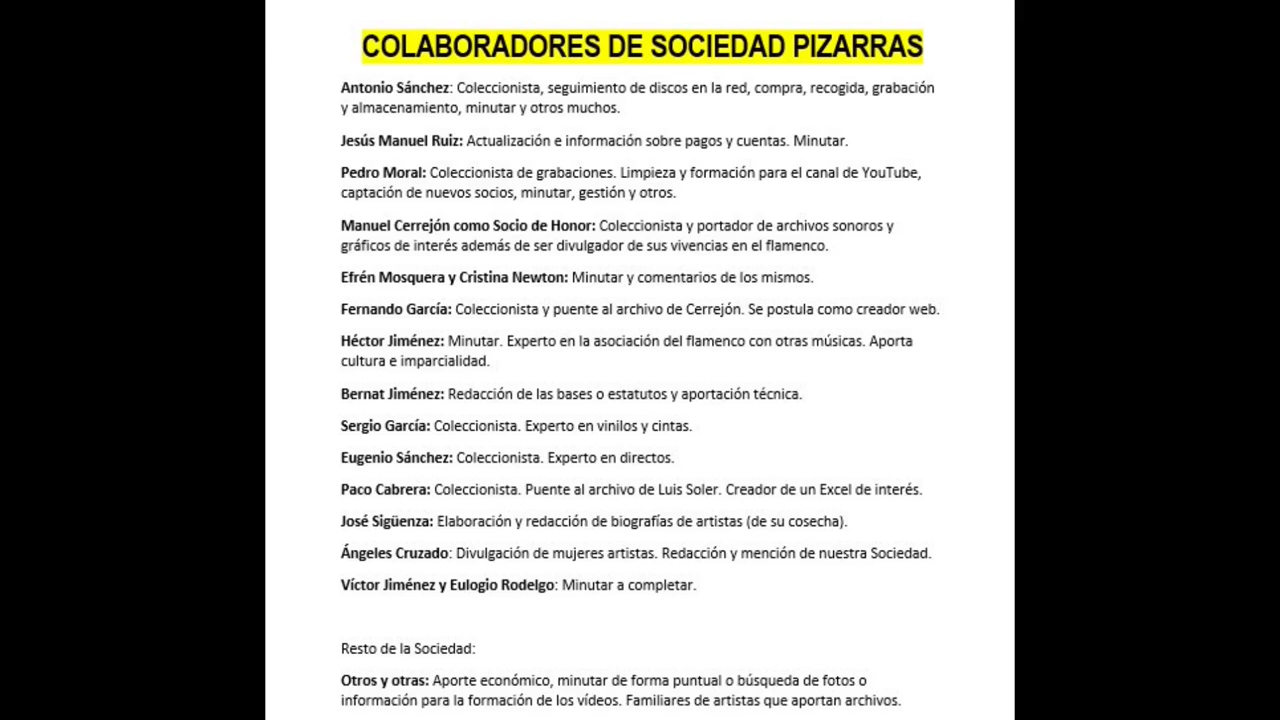 COLABORADORES DE SOCIEDAD PIZARRAS
Antonio Sánchez: Coleccionista, seguimiento de discos en la red, compra, recogida, grabación
y almacenamiento, minutar y otros muchos.
Jesús Manuel Ruiz: Actualización e información sobre pagos y cuentas. Minutar.
Pedro Moral: Coleccionista de grabaciones. Limpieza y formación para el canal de YouTube,
captación de nuevos socios, minutar, gestión y otros.
Manuel Cerrejón como Socio de Honor: Coleccionista y portador de archivos sonoros y
gráficos de interés además de ser divulgador de sus vivencias en el flamenco.
Efrén Mosquera y Cristina Newton: Minutar y comentarios de los mismos.
Fernando García: Coleccionista y puente al archivo de Cerrejón. Se postula como creador web.
Héctor Jiménez: Minutar. Experto en la asociación del flamenco con otras músicas. Aporta
cultura e imparcialidad.
Bernat Jiménez: Redacción de las bases o estatutos y aportación técnica.
Sergio García: Coleccionista. Experto en vinilos y cintas.
Eugenio Sánchez: Coleccionista. Experto en directos.
Paco Cabrera: Coleccionista. Puente al archivo de Luis Soler. Creador de un Excel de interés.
José Sigüenza: Elaboración y redacción de biografías de artistas (de su cosecha).
Ángeles Cruzado: Divulgación de mujeres artistas. Redacción y mención de nuestra Sociedad.
Víctor Jiménez y Eulogio Rodelgo: Minutar a completar.
Resto de la Sociedad:
Otros y otras: Aporte económico, minutar de forma puntual o búsqueda de fotos o
información para la formación de los vídeos. Familiares de artistas que aportan archivos.